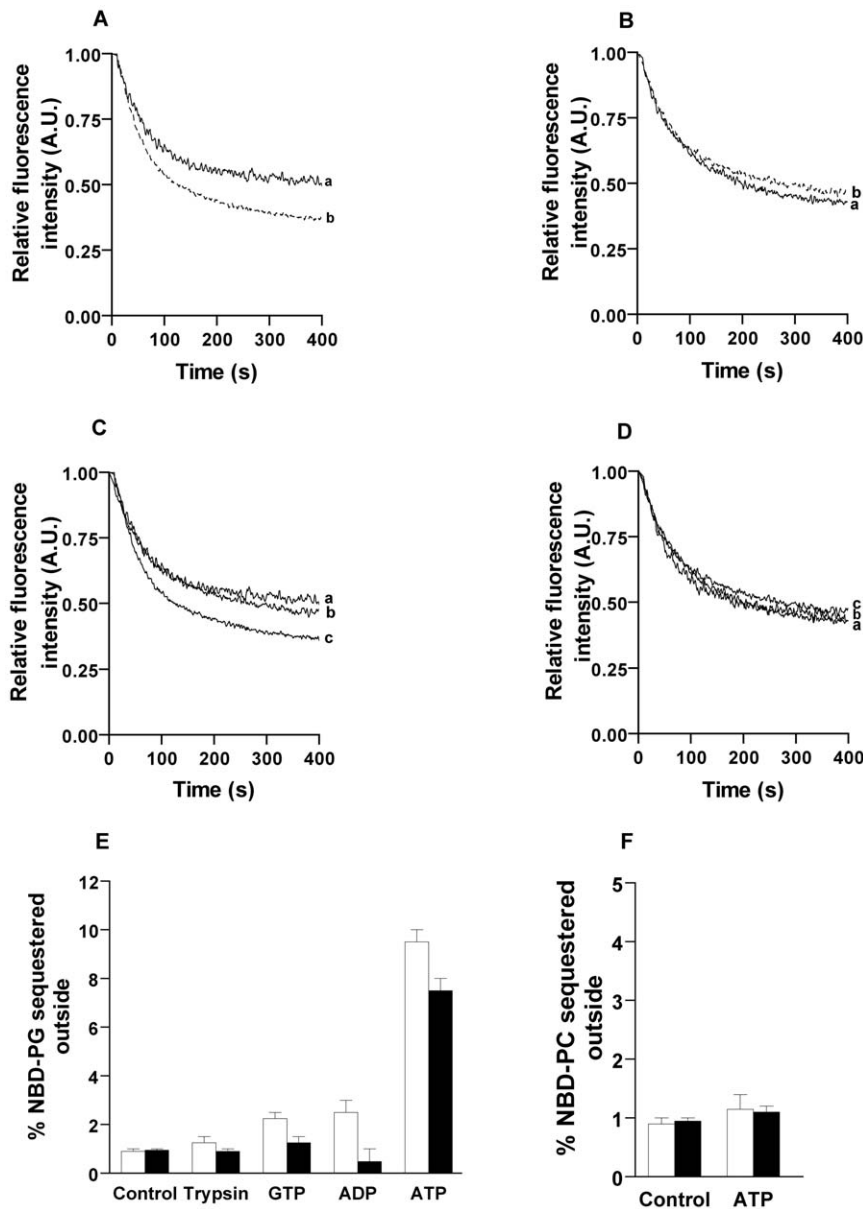 A
Relative fluorescence
intensity (A.U.)
1.00
0.75
0.50
0.25
0.00
a
b
0 100 200 300 400
Time (s)
B
Relative fluorescence
intensity (A.U.)
1.00
0.75
0.50
0.25
0.00
b
a
0 100 200 300 400
Time (s)
C
Relative fluorescence
intensity (A.U.)
1.00
0.75
0.50
0.25
0.00
a
b
c
0 100 200 300 400
Time (s)
D
Relative fluorescence
intensity (A.U.)
1.00
0.75
0.50
0.25
0.00
c
b
a
0 100 200 300 400
Time (s)
E
% NBD-PG sequestered
outside
12
10
8
6
4
2
0
Control Trypsin GTP ADP ATP
F
% NBD-PC sequestered
outside
5
4
3
2
1
0
Control ATP